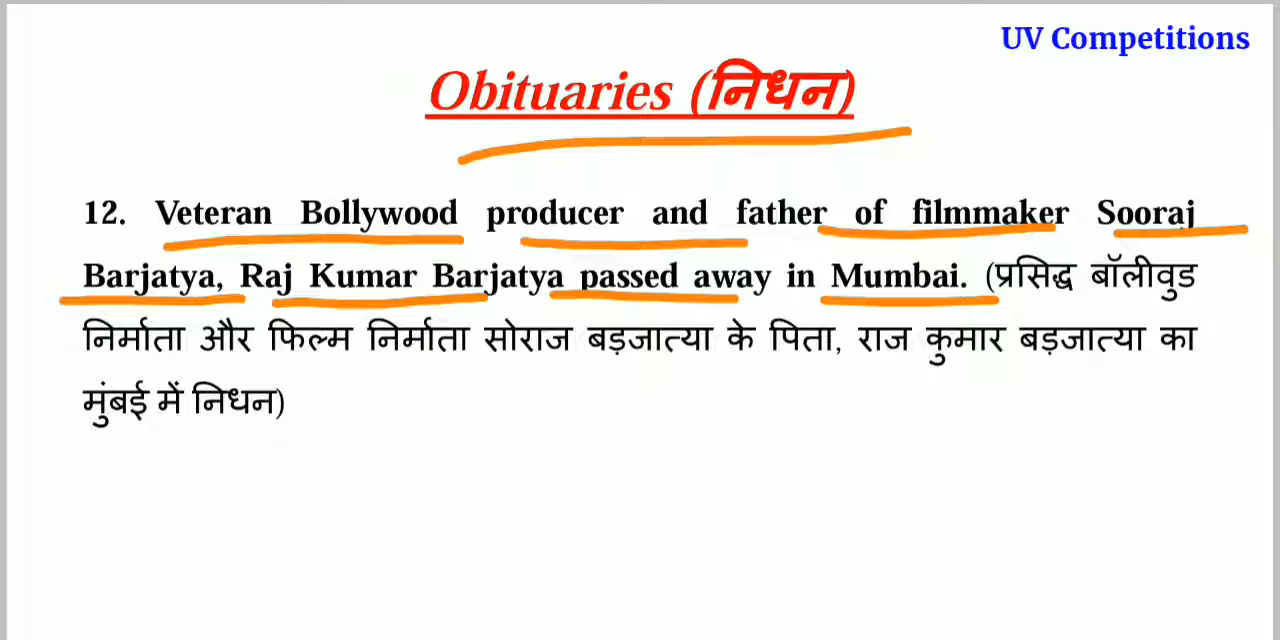 UV Competitions
Obituaries (निधन)
12. Veteran Bollywood producer and father of filmmaker Sooraj
Barjatya, Raj Kumar Barjatya passed away in Mumbai. (प्रसिद्ध बॉलीवुड
निर्माता और फिल्म निर्माता सोराज बड़जात्या के पिता, राज कुमार बड़जात्या का
मुंबई में निधन)